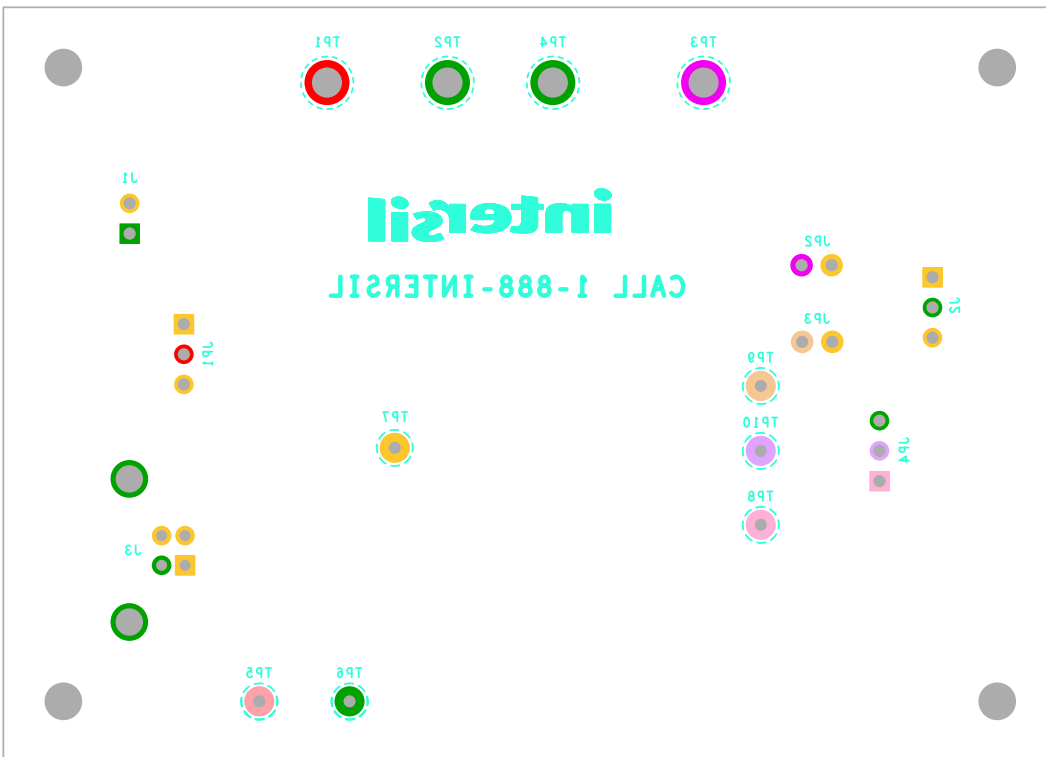 TP1
TP2
TP4
TP3
J1
intersil
JP2
CALL 1-888-INTERSIL
J2
JP3
JP1
TP9
TP7
TP10
JP4
TP8
J3
TP5
TP6